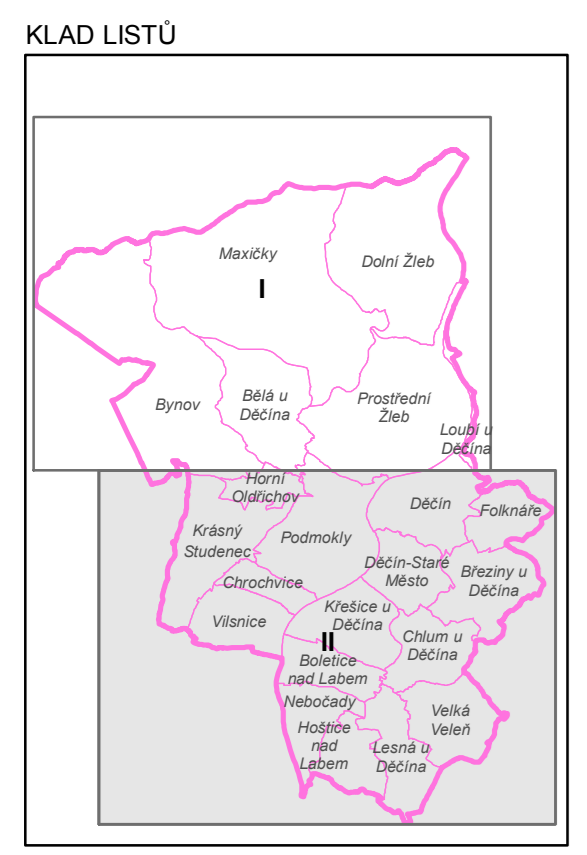 KLAD LISTŮ
Maxičky
Dolní Žleb
I
Bynov
Bělá u
Děčína
Prostřední
Žleb
Loubí u
Děčína
Horní
Oldřichov
Děčín
Folknáře
Krásný
Studenec
Podmokly
Děčín-Staré
Město
Březiny u
Děčína
Chrochvice
Vilsnice
Křešice u
Děčína
II
Chlum u
Děčína
Boletice
nad Labem
Nebočady
Velká
Veleň
Hoštice
nad
Labem
Lesná u
Děčína